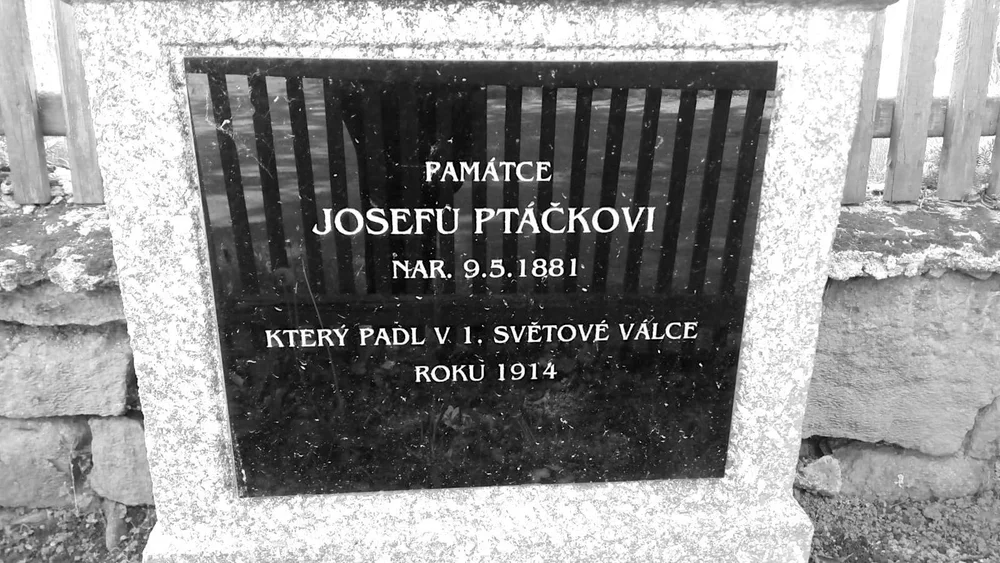 PAMÁTCE
JOSEFU PTÁČKOVI
NAR. 9.5.1881
KTERÝ PADL V 1. SVĚTOVÉ VÁLCE
ROKU 1914